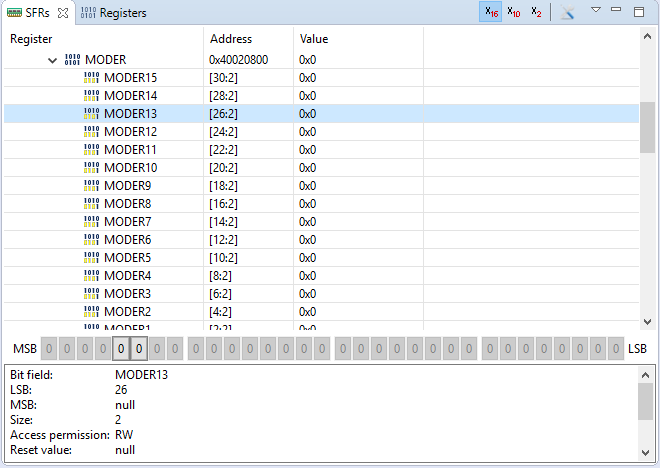 SFRs Registers X16 X10 X2
Register Address Value
1010 0101 MODER 0x40020800 0x0
MODER15 [30:2] 0x0
MODER14 [28:2] 0x0
MODER13 [26:2] 0x0
MODER12 [24:2] 0x0
MODER11 [22:2] 0x0
MODER10 [20:2] 0x0
MODER9 [18:2] 0x0
MODER8 [16:2] 0x0
MODER7 [14:2] 0x0
MODER6 [12:2] 0x0
MODER5 [10:2] 0x0
MODER4 [8:2] 0x0
MODER3 [6:2] 0x0
MODER2 [4:2] 0x0
MODER1 [2:2] 0x0
MSB 0 0 0 0 0 0 0 0 0 0 0 0 0 0 0 0 0 0 0 0 0 0 0 0 0 0 0 0 0 0 0 0 LSB
Bit field: MODER13
LSB: 26
MSB: null
Size: 2
Access permission: RW
Reset value: null